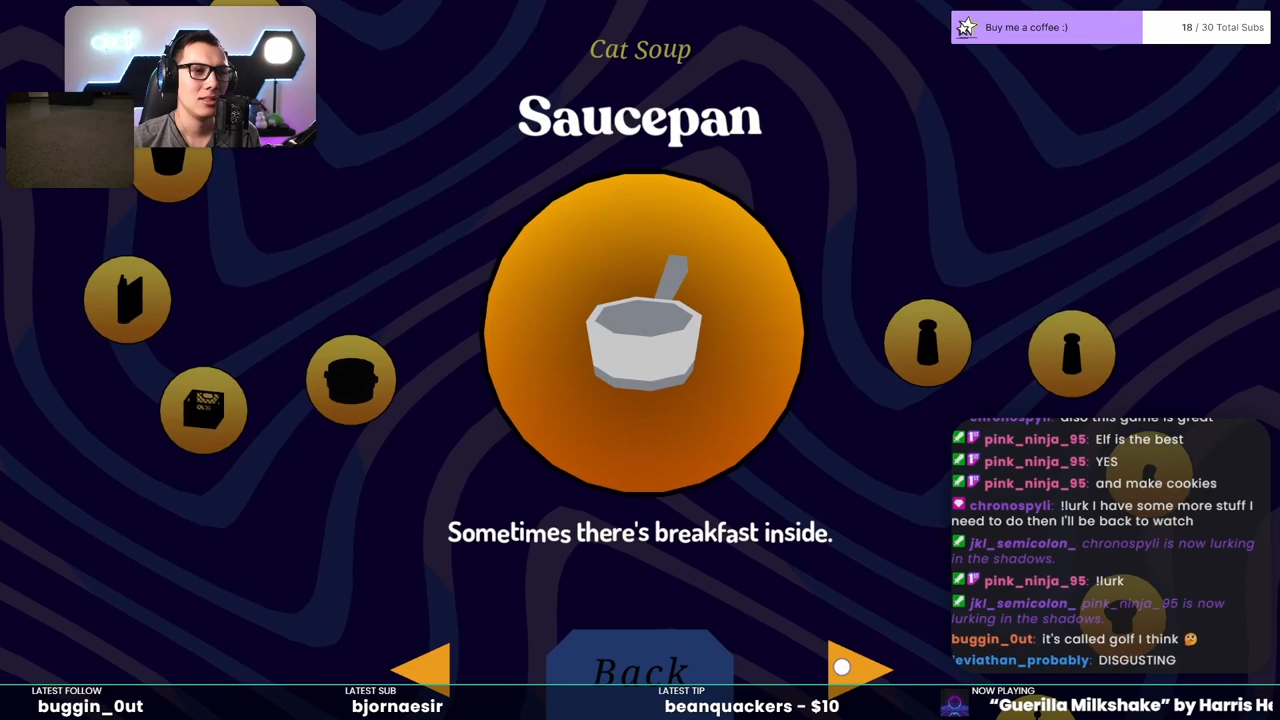 Buy me a coffee :)
18 / 30 Total Subs
Cat Soup
Saucepan
Sometimes there's breakfast inside.
Back
chronospyli: also this game is great
pink_ninja_95: Elf is the best
pink_ninja_95: YES
pink_ninja_95: and make cookies
chronospyli: !lurk I have some more stuff I
need to do then I'll be back to watch
jkl_semicolon_ chronospyli is now lurking
in the shadows.
pink_ninja_95: !lurk
jkl_semicolon_ pink_ninja_95 is now
lurking in the shadows.
buggin_0ut: it's called golf I think 🤔
leviathan_probably: DISGUSTING
LATEST FOLLOW
buggin_0ut
LATEST SUB
bjornaesir
LATEST TIP
beanquackers - $10
NOW PLAYING
“Guerilla Milkshake” by Harris He